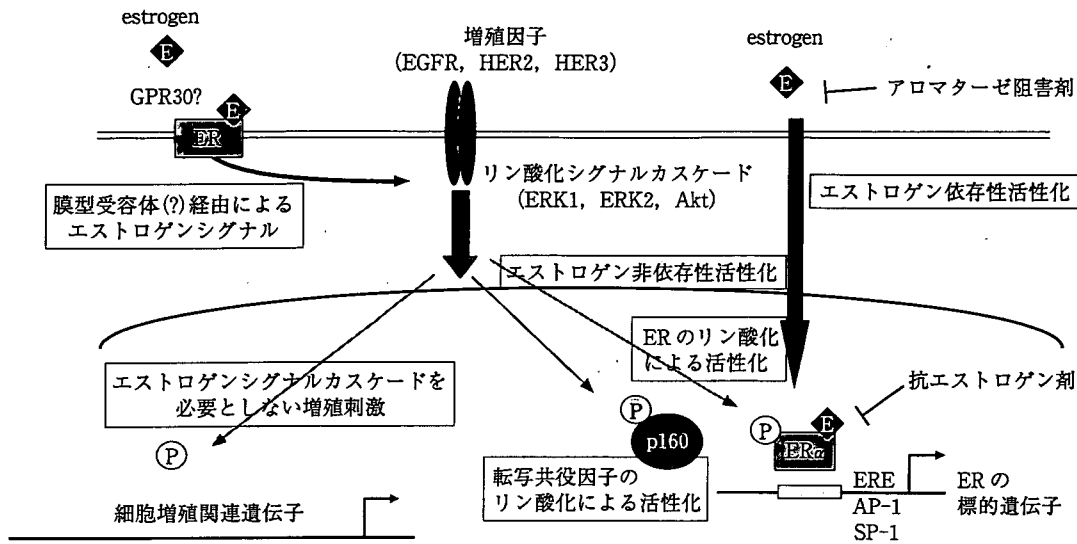 estrogen
E
GPR30?
E
ER
膜型受容体(?)経由による
エストロゲンシグナル
増殖因子
(EGFR, HER2, HER3)
リン酸化シグナルカスケード
(ERK1, ERK2, Akt)
estrogen
E
アロマターゼ阻害剤
エストロゲン依存性活性化
エストロゲン非依存性活性化
ERのリン酸化
による活性化
エストロゲンシグナルカスケードを
必要としない増殖刺激
P
細胞増殖関連遺伝子
P
p160
転写共役因子の
リン酸化による活性化
P
E
ERα
抗エストロゲン剤
ERE
AP-1
SP-1
ERの
標的遺伝子